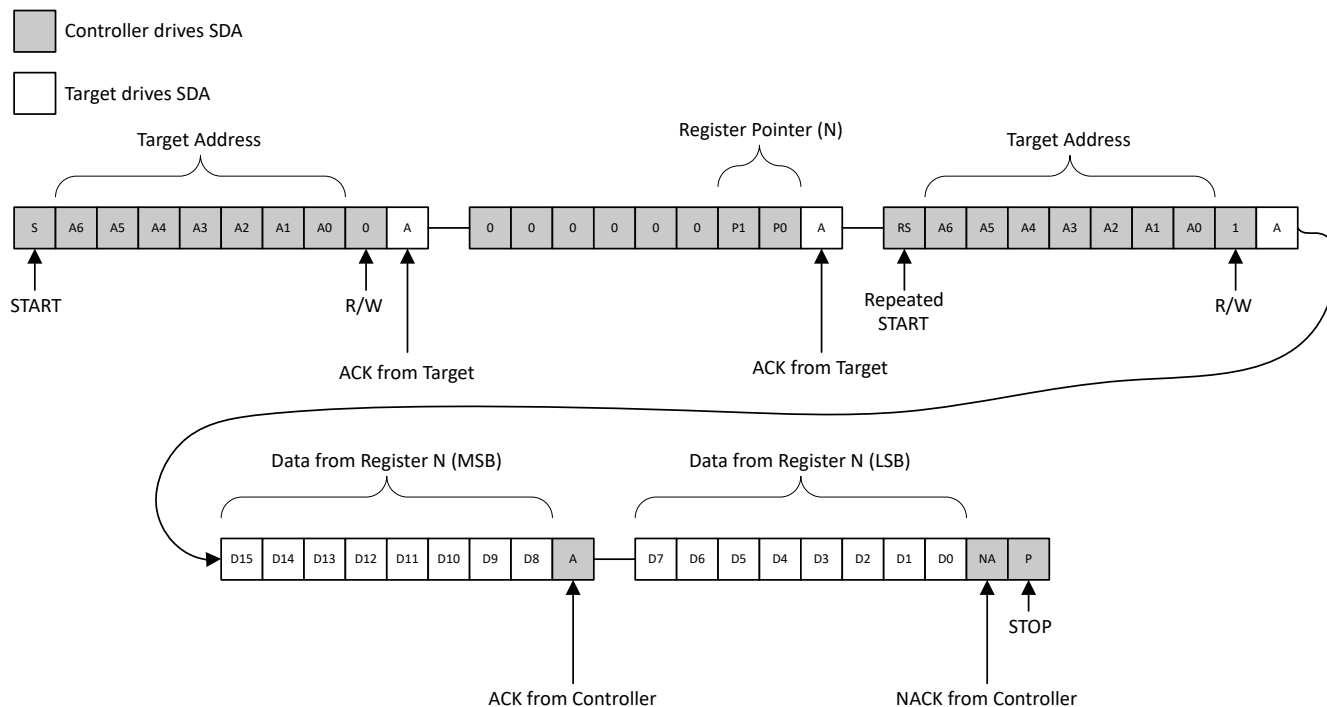 Controller drives SDA
Target drives SDA
Target Address
Register Pointer (N)
Target Address
S A6 A5 A4 A3 A2 A1 A0 0 A 0 0 0 0 0 0 P1 P0 A RS A6 A5 A4 A3 A2 A1 A0 1 A
START
R/W
Repeated
START
R/W
ACK from Target
ACK from Target
Data from Register N (MSB)
Data from Register N (LSB)
D15 D14 D13 D12 D11 D10 D9 D8 A D7 D6 D5 D4 D3 D2 D1 D0 NA P
STOP
ACK from Controller
NACK from Controller